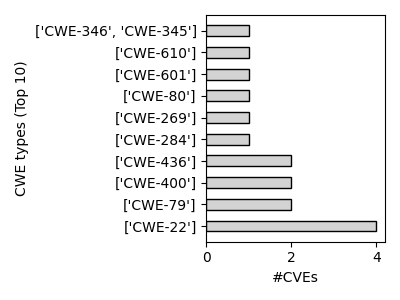 CWE types (Top 10)
['CWE-346', 'CWE-345']
['CWE-610']
['CWE-601']
['CWE-80']
['CWE-269']
['CWE-284']
['CWE-436']
['CWE-400']
['CWE-79']
['CWE-22']
0 2 4
#CVEs